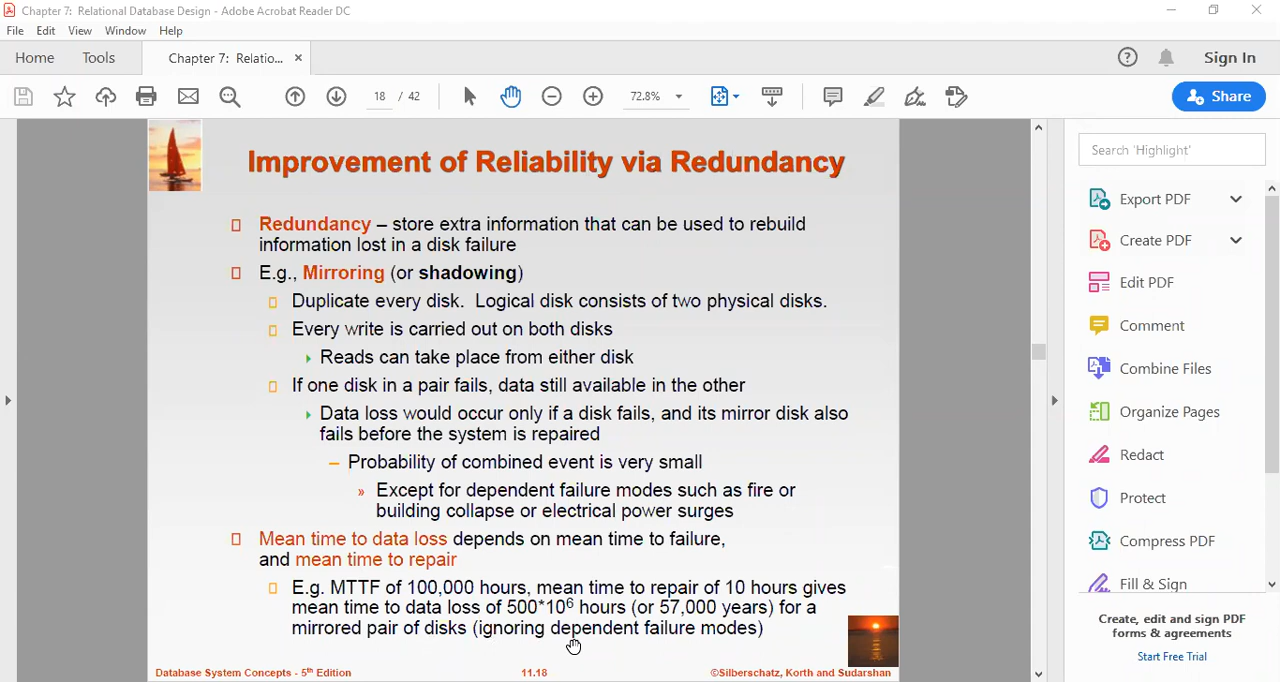 Chapter 7: Relational Database Design - Adobe Acrobat Reader DC
File Edit View Window Help
Home Tools Chapter 7: Relatio... × Sign In
18 / 42 72.8% Share
Improvement of Reliability via Redundancy
Redundancy – store extra information that can be used to rebuild
information lost in a disk failure
E.g., Mirroring (or shadowing)
Duplicate every disk. Logical disk consists of two physical disks.
Every write is carried out on both disks
Reads can take place from either disk
If one disk in a pair fails, data still available in the other
Data loss would occur only if a disk fails, and its mirror disk also
fails before the system is repaired
– Probability of combined event is very small
» Except for dependent failure modes such as fire or
building collapse or electrical power surges
Mean time to data loss depends on mean time to failure,
and mean time to repair
E.g. MTTF of 100,000 hours, mean time to repair of 10 hours gives
mean time to data loss of 500*10⁶ hours (or 57,000 years) for a
mirrored pair of disks (ignoring dependent failure modes)
Database System Concepts - 5th Edition 11.18 ©Silberschatz, Korth and Sudarshan
Search 'Highlight'
Export PDF
Create PDF
Edit PDF
Comment
Combine Files
Organize Pages
Redact
Protect
Compress PDF
Fill & Sign
Create, edit and sign PDF
forms & agreements
Start Free Trial